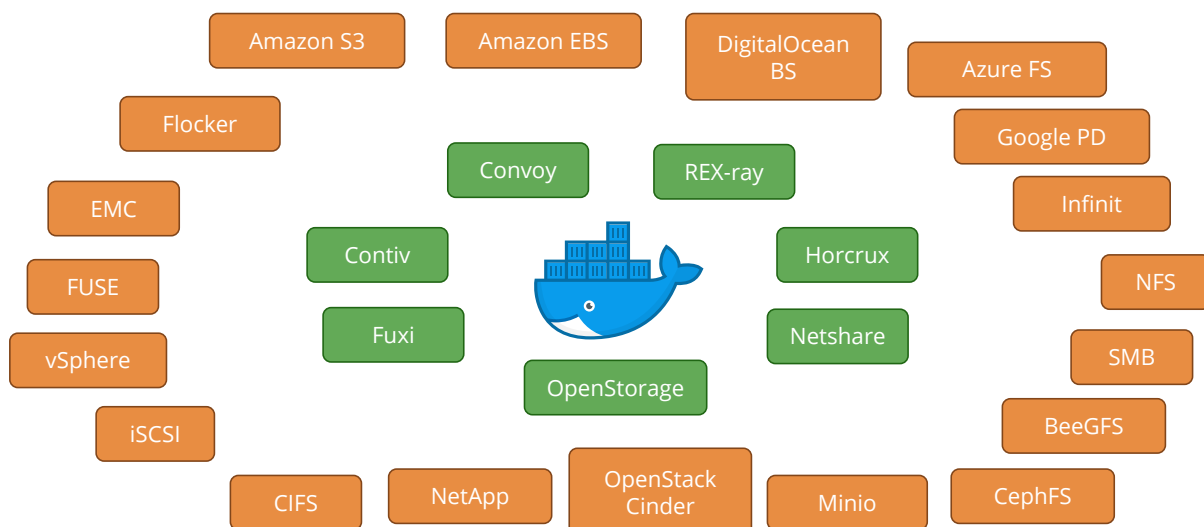 Amazon S3
Amazon EBS
DigitalOcean
BS
Azure FS
Flocker
Google PD
Convoy
REX-ray
EMC
Infinit
Contiv
Horcrux
FUSE
NFS
Fuxi
Netshare
vSphere
SMB
OpenStorage
iSCSI
BeeGFS
CIFS
NetApp
OpenStack
Cinder
Minio
CephFS